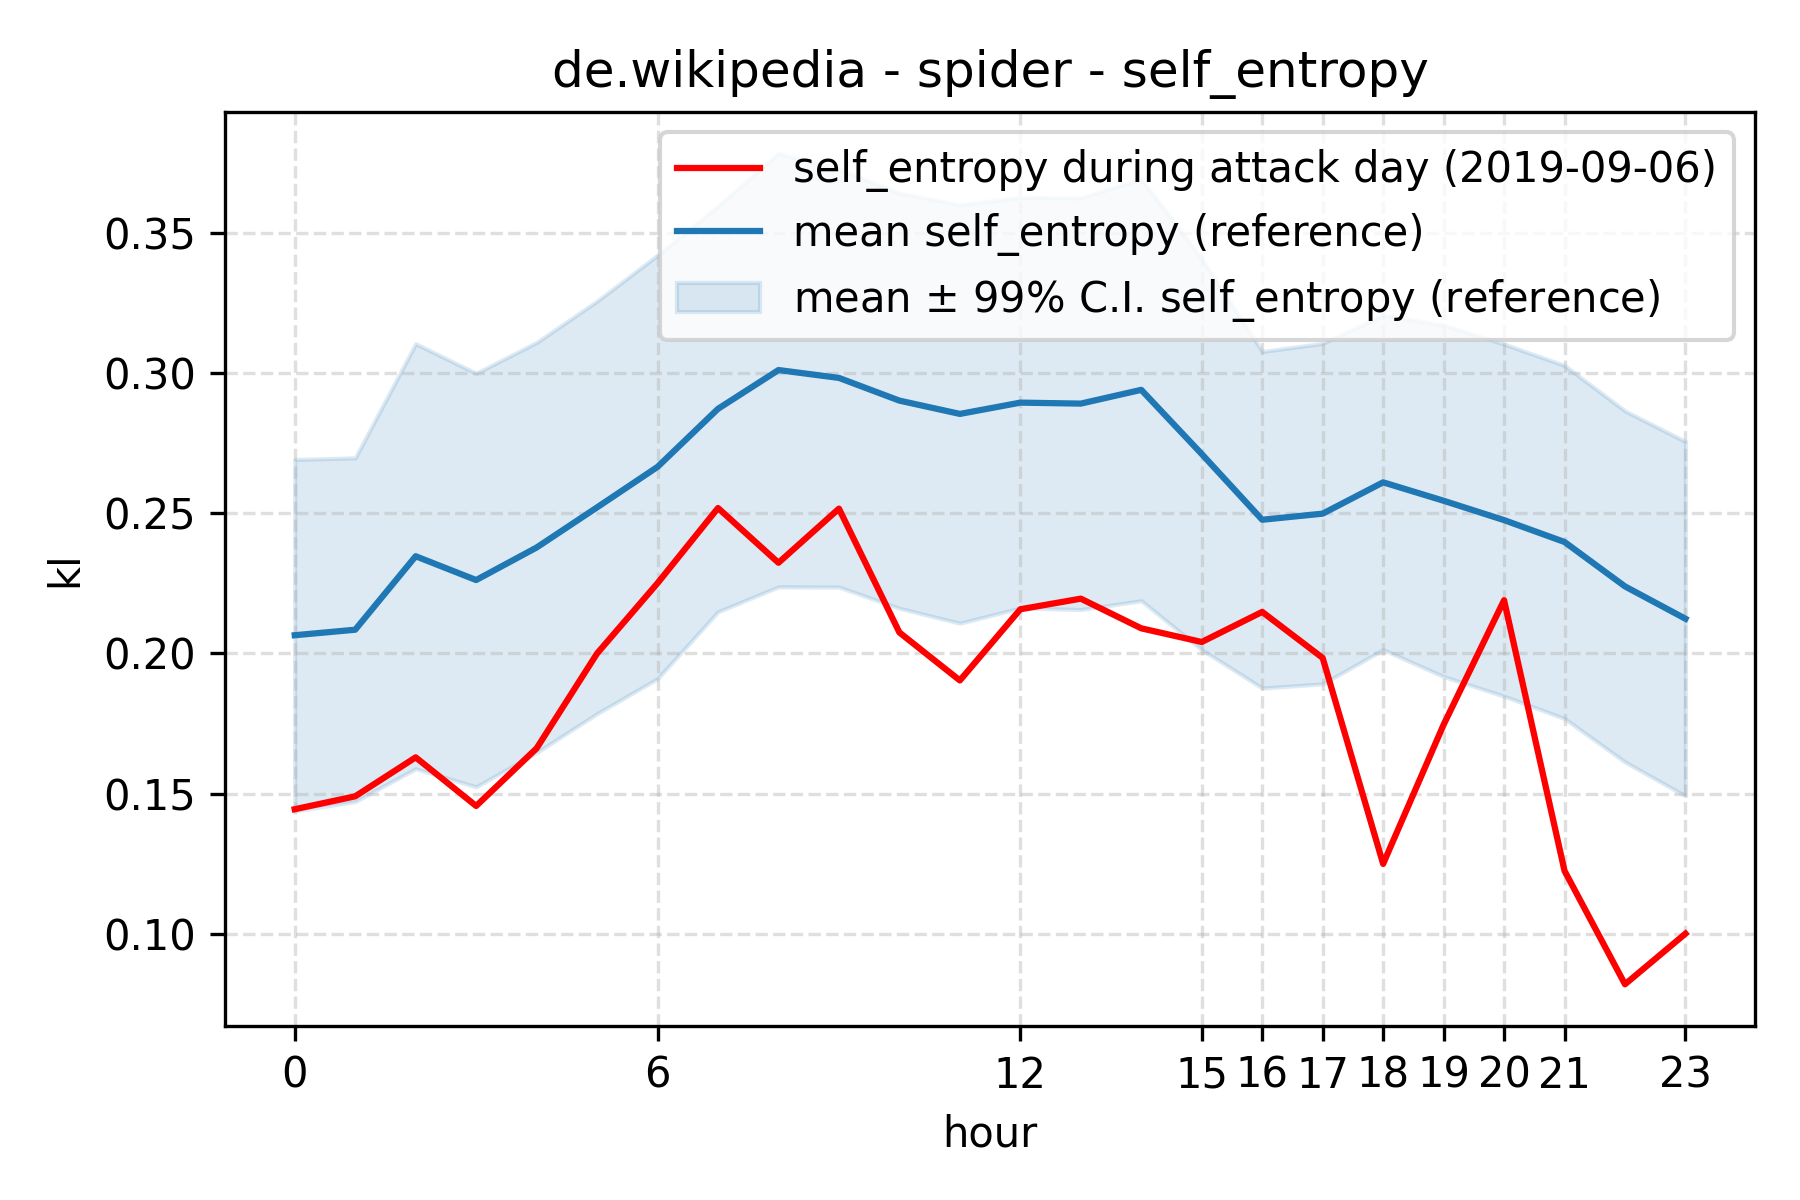 de.wikipedia - spider - self_entropy
self_entropy during attack day (2019-09-06)
mean self_entropy (reference)
mean ± 99% C.I. self_entropy (reference)
kl
0.35
0.30
0.25
0.20
0.15
0.10
0 6 12 15 16 17 18 19 20 21 23
hour